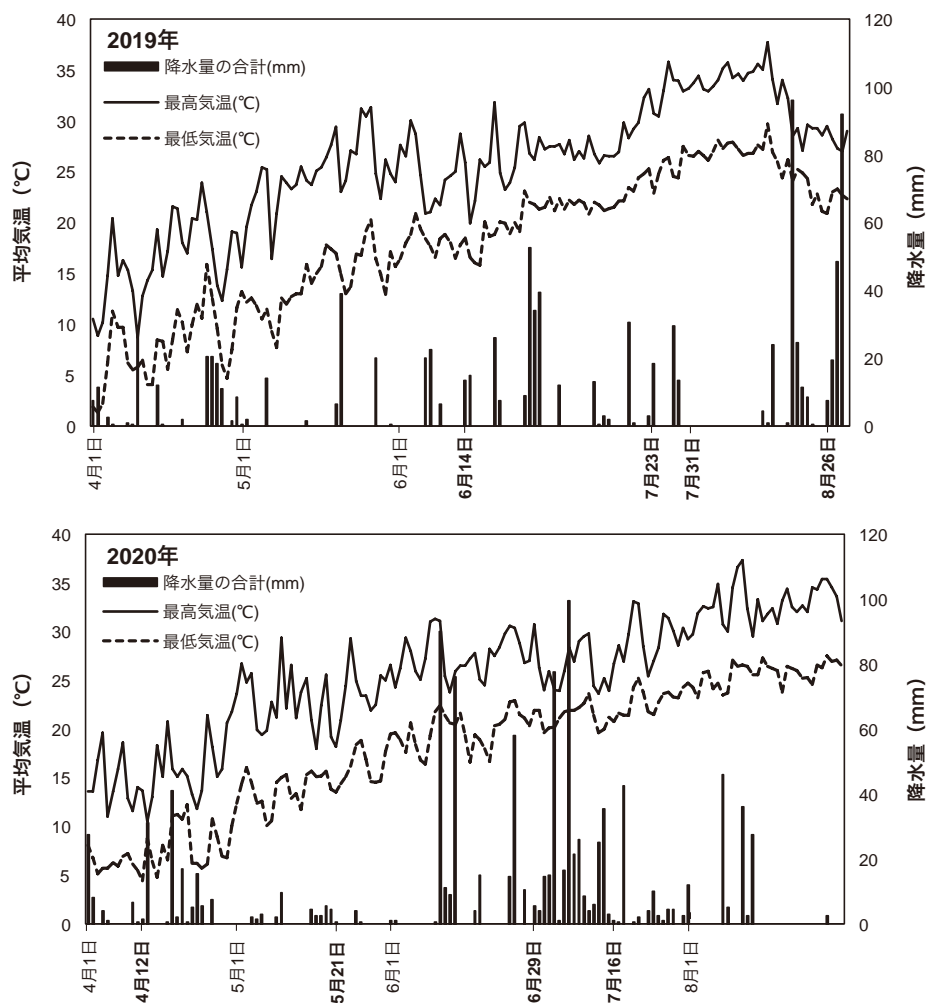 2019年
降水量の合計(mm)
最高気温(℃)
最低気温(℃)
平均気温（℃）
降水量（mm）
40
35
30
25
20
15
10
5
0
120
100
80
60
40
20
0
4月1日
5月1日
6月1日
6月14日
7月23日
7月31日
8月26日
2020年
降水量の合計(mm)
最高気温(℃)
最低気温(℃)
平均気温（℃）
降水量（mm）
40
35
30
25
20
15
10
5
0
120
100
80
60
40
20
0
4月1日
4月12日
5月1日
5月21日
6月1日
6月29日
7月16日
8月1日